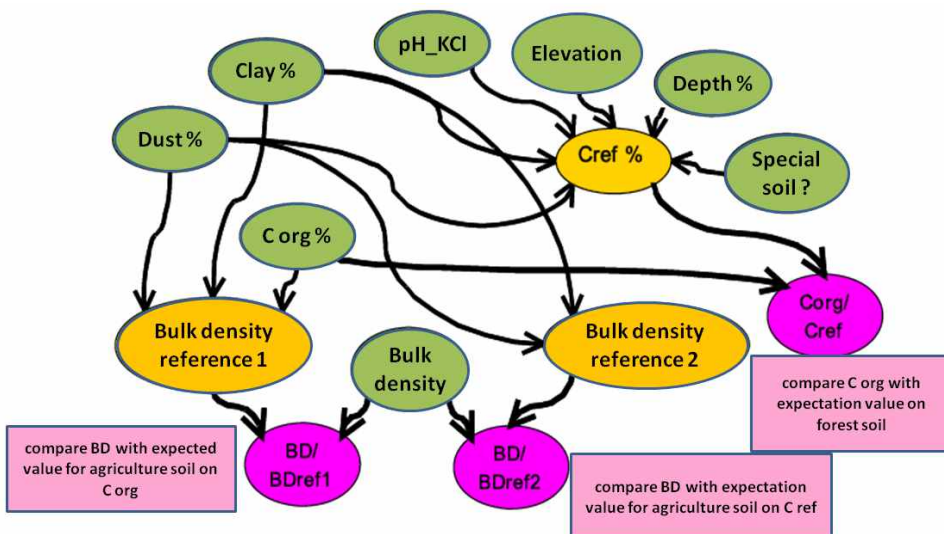 pH_KCl
Elevation
Clay %
Depth %
Dust %
Cref %
Special
soil ?
C org %
Corg/
Cref
Bulk density
reference 1
Bulk
density
Bulk density
reference 2
compare C org with
expectation value on
forest soil
compare BD with expected
value for agriculture soil on
C org
BD/
BDref1
BD/
BDref2
compare BD with expectation
value for agriculture soil on C ref